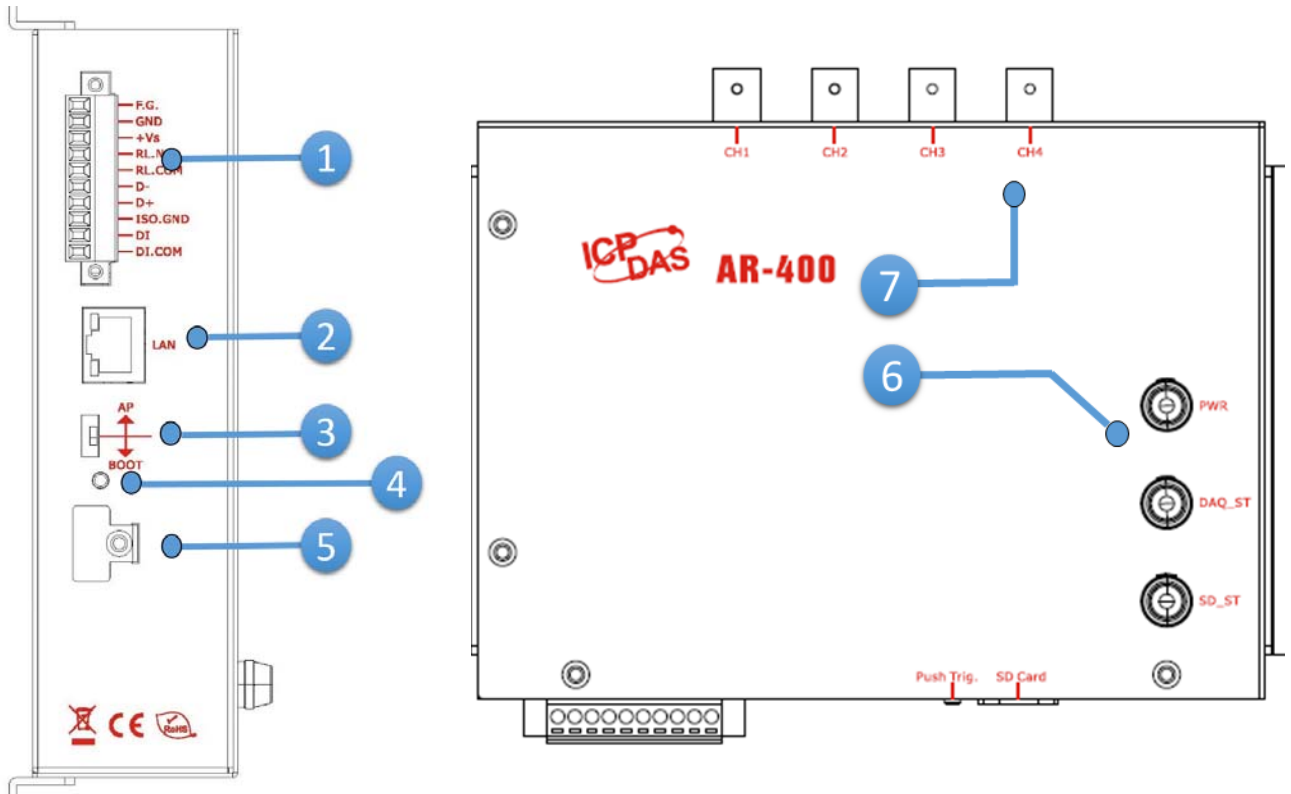 F.G.
GND
+Vs
RL.COM
D-
D+
ISO.GND
DI
DI.COM
1
LAN
2
AP
BOOT
3
4
5
CE
RoHS
CH1
CH2
CH3
CH4
ICP DAS
AR-400
7
6
PWR
DAQ_ST
SD_ST
Push Trig.
SD Card